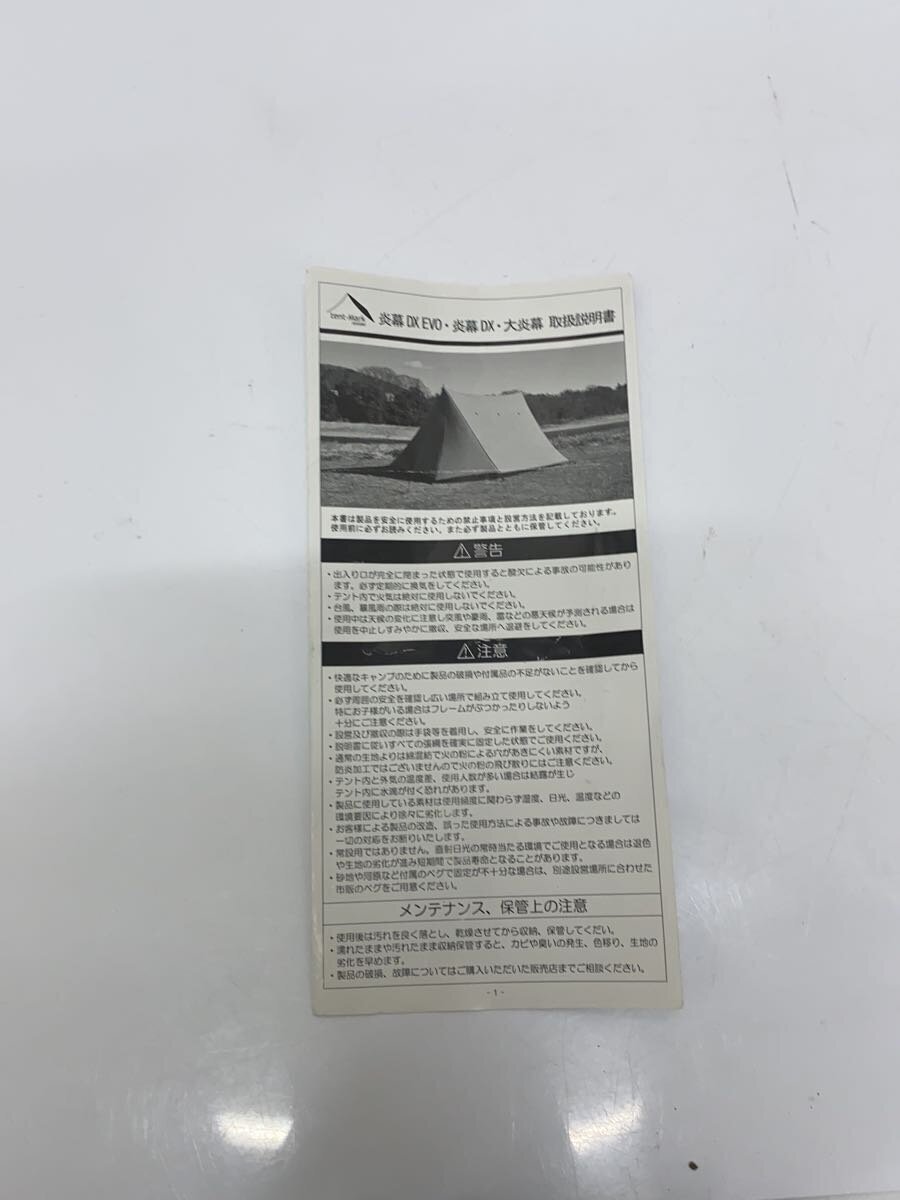 tent-Mark
炎幕 DX EVO・炎幕 DX・大炎幕 取扱説明書
本書は製品を安全に使用するための禁止事項と設営方法を記載しております。
使用前に必ずお読みください。また必ず製品とともに保管してください。
⚠警告
・出入り口が完全に閉まった状態で使用すると酸欠による事故の可能性があり
ます。必ず定期的に換気をしてください。
・テント内で火気は絶対に使用しないでください。
・台風、暴風雨の際は絶対に使用しないでください。
・使用中は天候の変化に注意し突風や豪雨、雷などの悪天候が予測される場合は
使用を中止しすみやかに撤収、安全な場所へ退避をしてください。
⚠注意
・快適なキャンプのために製品の破損や付属品の不足がないことを確認してから
使用してください。
・必ず周囲の安全を確認し広い場所で組み立て使用してください。
特にお子様がいる場合はフレームがぶつかったりしないよう
十分にご注意ください。
・設営及び撤収の際は手袋等を着用し、安全に作業をしてください。
・説明書に従いすべての張綱を確実に固定した状態でご使用ください。
・通常の生地よりは綿混紡で火の粉による穴があきにくい素材ですが、
防炎加工ではございませんので火の粉の飛び散りにはご注意ください。
・テント内と外気の温度差、使用人数が多い場合は結露が生じ
テント内に水滴が付く恐れがあります。
・製品に使用している素材は使用頻度に関わらず湿度、日光、温度などの
環境要因により徐々に劣化します。
・お客様による製品の改造、誤った使用方法による事故や故障につきましては
一切の対応をお断りいたします。
・常設用ではありません。直射日光の常時当たる環境でご使用となる場合は退色
や生地の劣化が進み短期間で製品寿命となることがあります。
・砂地や河原など付属のペグで固定が不十分な場合は、別途設営場所に合わせた
市販のペグをご用意ください。
メンテナンス、保管上の注意
・使用後は汚れを良く落とし、乾燥させてから収納、保管してくだい。
・濡れたままや汚れたまま収納保管すると、カビや臭いの発生、色移り、生地の
劣化を早めます。
・製品の破損、故障についてはご購入いただいた販売店までご相談ください。
- 1 -